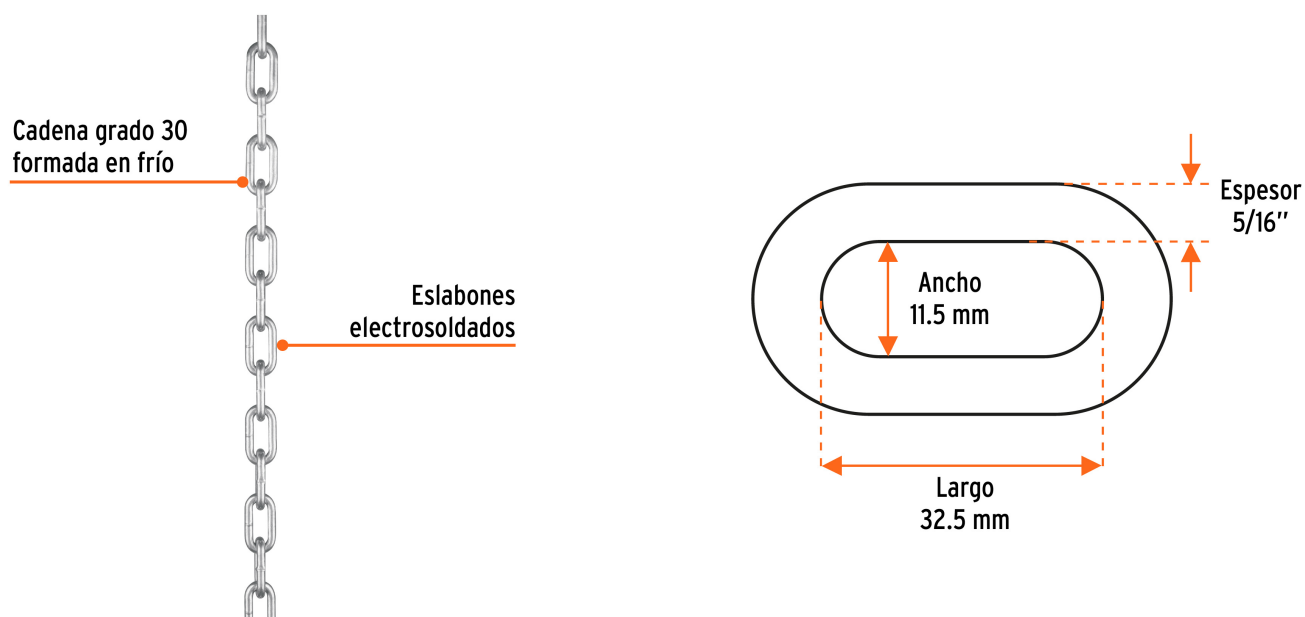 Cadena grado 30
formada en frío
Eslabones
electrosoldados
Espesor
5/16”
Ancho
11.5 mm
Largo
32.5 mm